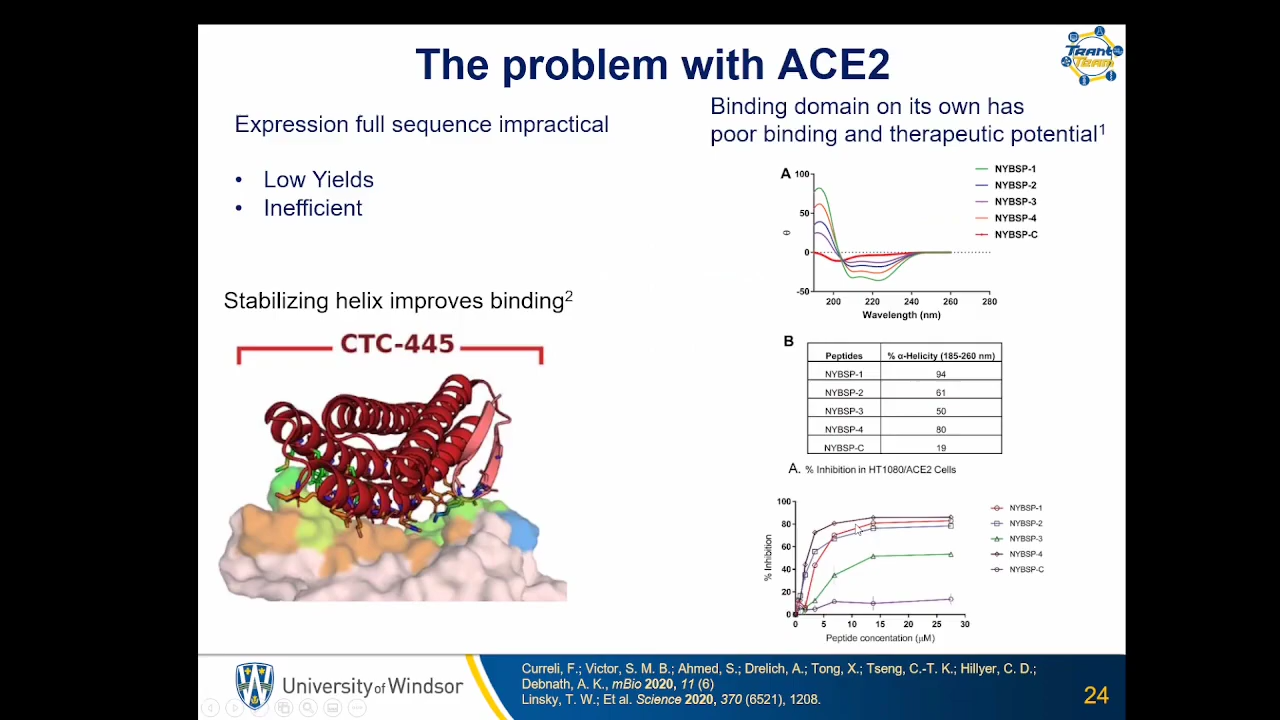 The problem with ACE2
TRANT
TEAM
Expression full sequence impractical
• Low Yields
• Inefficient
Stabilizing helix improves binding2
CTC-445
Binding domain on its own has
poor binding and therapeutic potential1
A
100
50
0
-50
θ
200 220 240 260 280
Wavelength (nm)
NYBSP-1
NYBSP-2
NYBSP-3
NYBSP-4
NYBSP-C
B
Peptides % α-Helicity (185-260 nm)
NYBSP-1 94
NYBSP-2 61
NYBSP-3 50
NYBSP-4 80
NYBSP-C 19
A. % Inhibition in HT1080/ACE2 Cells
100
80
60
40
20
0
% Inhibition
0 5 10 15 20 25 30
Peptide concentation (µM)
NYBSP-1
NYBSP-2
NYBSP-3
NYBSP-4
NYBSP-C
University of Windsor
Curreli, F.; Victor, S. M. B.; Ahmed, S.; Drelich, A.; Tong, X.; Tseng, C.-T. K.; Hillyer, C. D.;
Debnath, A. K., mBio 2020, 11 (6)
Linsky, T. W.; Et al. Science 2020, 370 (6521), 1208.
24